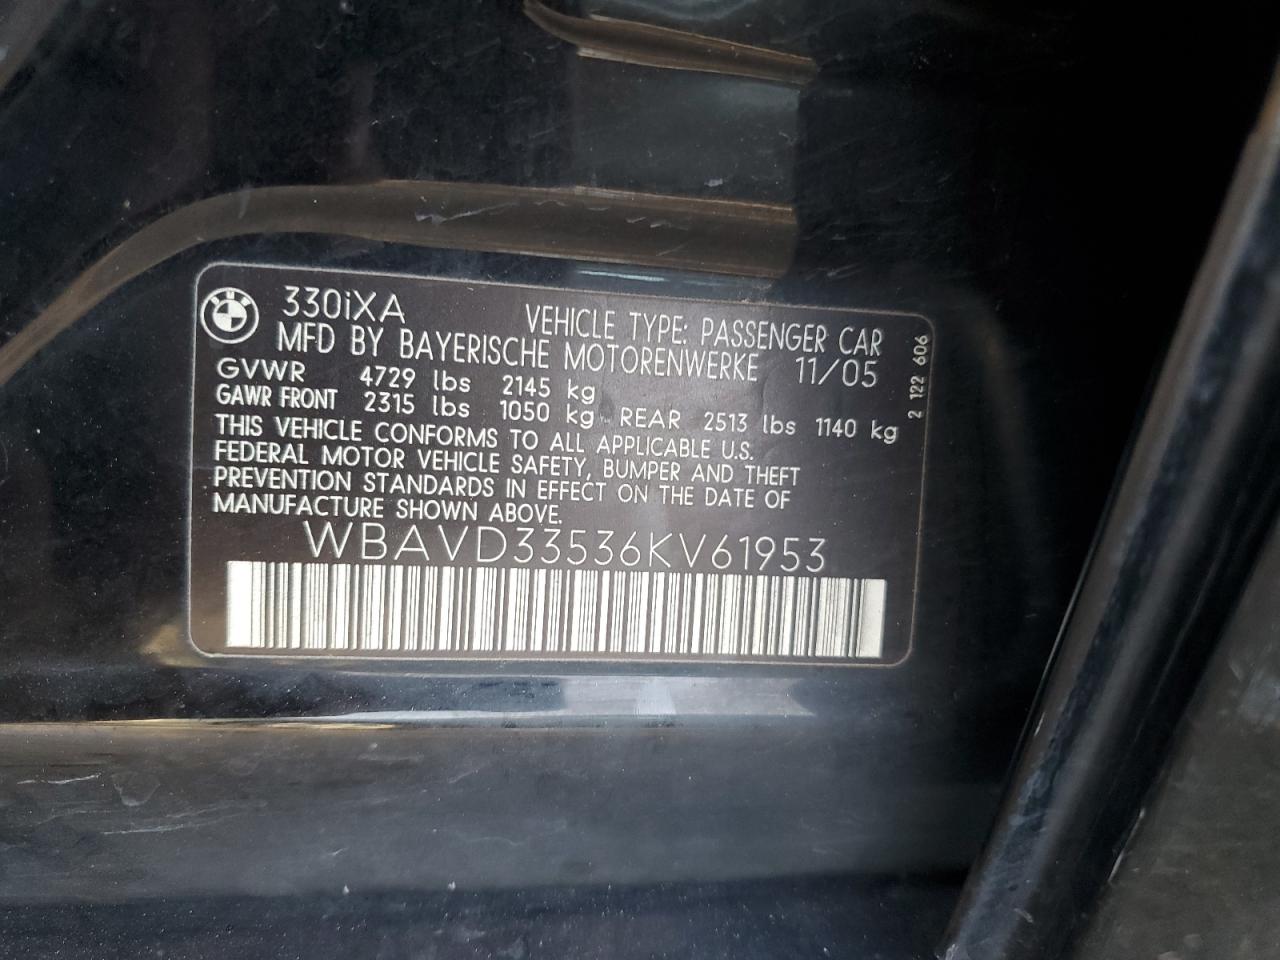 330iXA VEHICLE TYPE: PASSENGER CAR
MFD BY BAYERISCHE MOTORENWERKE 11/05
GVWR 4729 lbs 2145 kg
GAWR FRONT 2315 lbs 1050 kg REAR 2513 lbs 1140 kg
THIS VEHICLE CONFORMS TO ALL APPLICABLE U.S.
FEDERAL MOTOR VEHICLE SAFETY, BUMPER AND THEFT
PREVENTION STANDARDS IN EFFECT ON THE DATE OF
MANUFACTURE SHOWN ABOVE.
WBAVD33536KV61953
2 122 606